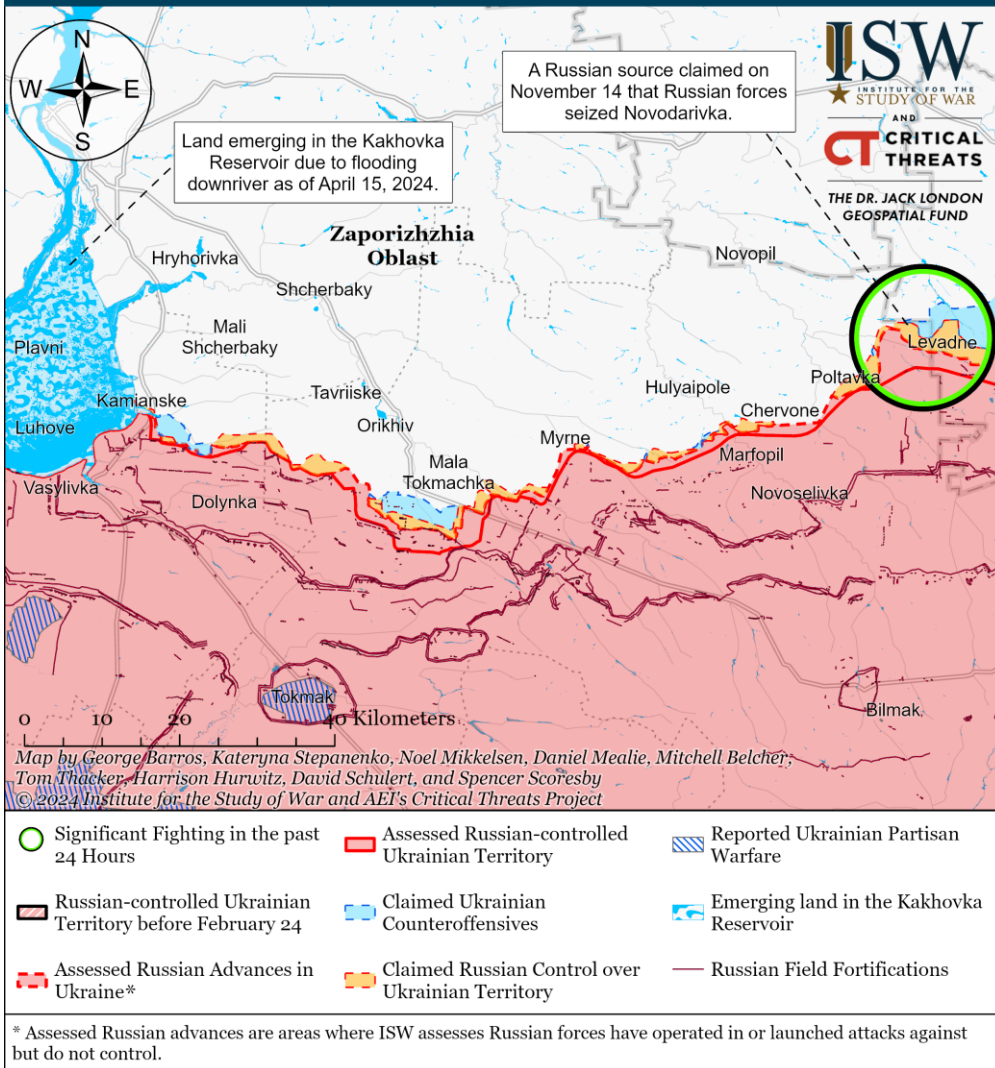 N
W E
S
ISW
INSTITUTE FOR THE
STUDY OF WAR
AND
CT CRITICAL
THREATS
THE DR. JACK LONDON
GEOSPATIAL FUND
A Russian source claimed on
November 14 that Russian forces
seized Novodarivka.
Land emerging in the Kakhovka
Reservoir due to flooding
downriver as of April 15, 2024.
Zaporizhzhia
Oblast
Hryhorivka
Novopil
Shcherbaky
Mali
Shcherbaky
Plavni
Levadne
Poltavka
Hulyaipole
Tavriiske
Kamianske
Chervone
Orikhiv
Luhove
Myrne
Marfopil
Mala
Tokmachka
Vasylivka
Dolynka
Novoselivka
Tokmak
Bilmak
0 10 20 40 Kilometers
Map by George Barros, Kateryna Stepanenko, Noel Mikkelsen, Daniel Mealie, Mitchell Belcher,
Tom Thacker, Harrison Hurwitz, David Schulert, and Spencer Scoresby
© 2024 Institute for the Study of War and AEI's Critical Threats Project
Significant Fighting in the past
24 Hours
Assessed Russian-controlled
Ukrainian Territory
Reported Ukrainian Partisan
Warfare
Russian-controlled Ukrainian
Territory before February 24
Claimed Ukrainian
Counteroffensives
Emerging land in the Kakhovka
Reservoir
Assessed Russian Advances in
Ukraine*
Claimed Russian Control over
Ukrainian Territory
Russian Field Fortifications
* Assessed Russian advances are areas where ISW assesses Russian forces have operated in or launched attacks against
but do not control.